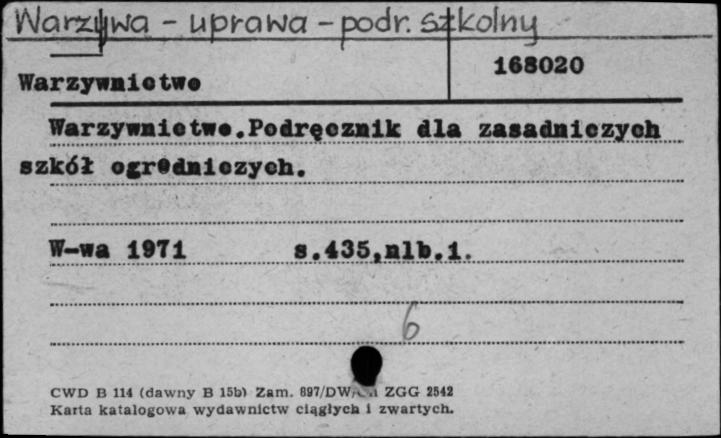 Warzywa - uprawa - podr. szkolny
168020
Warzywnictwo
Warzywnictwo.Podręcznik dla zasadniczych
szkół ogrodniczych.
W-wa 1971 s.435,nlb.1.
6
CWD B 114 (dawny B 15b) Zam. 897/DW/ ZGG 2542
Karta katalogowa wydawnictw ciągłych i zwartych.